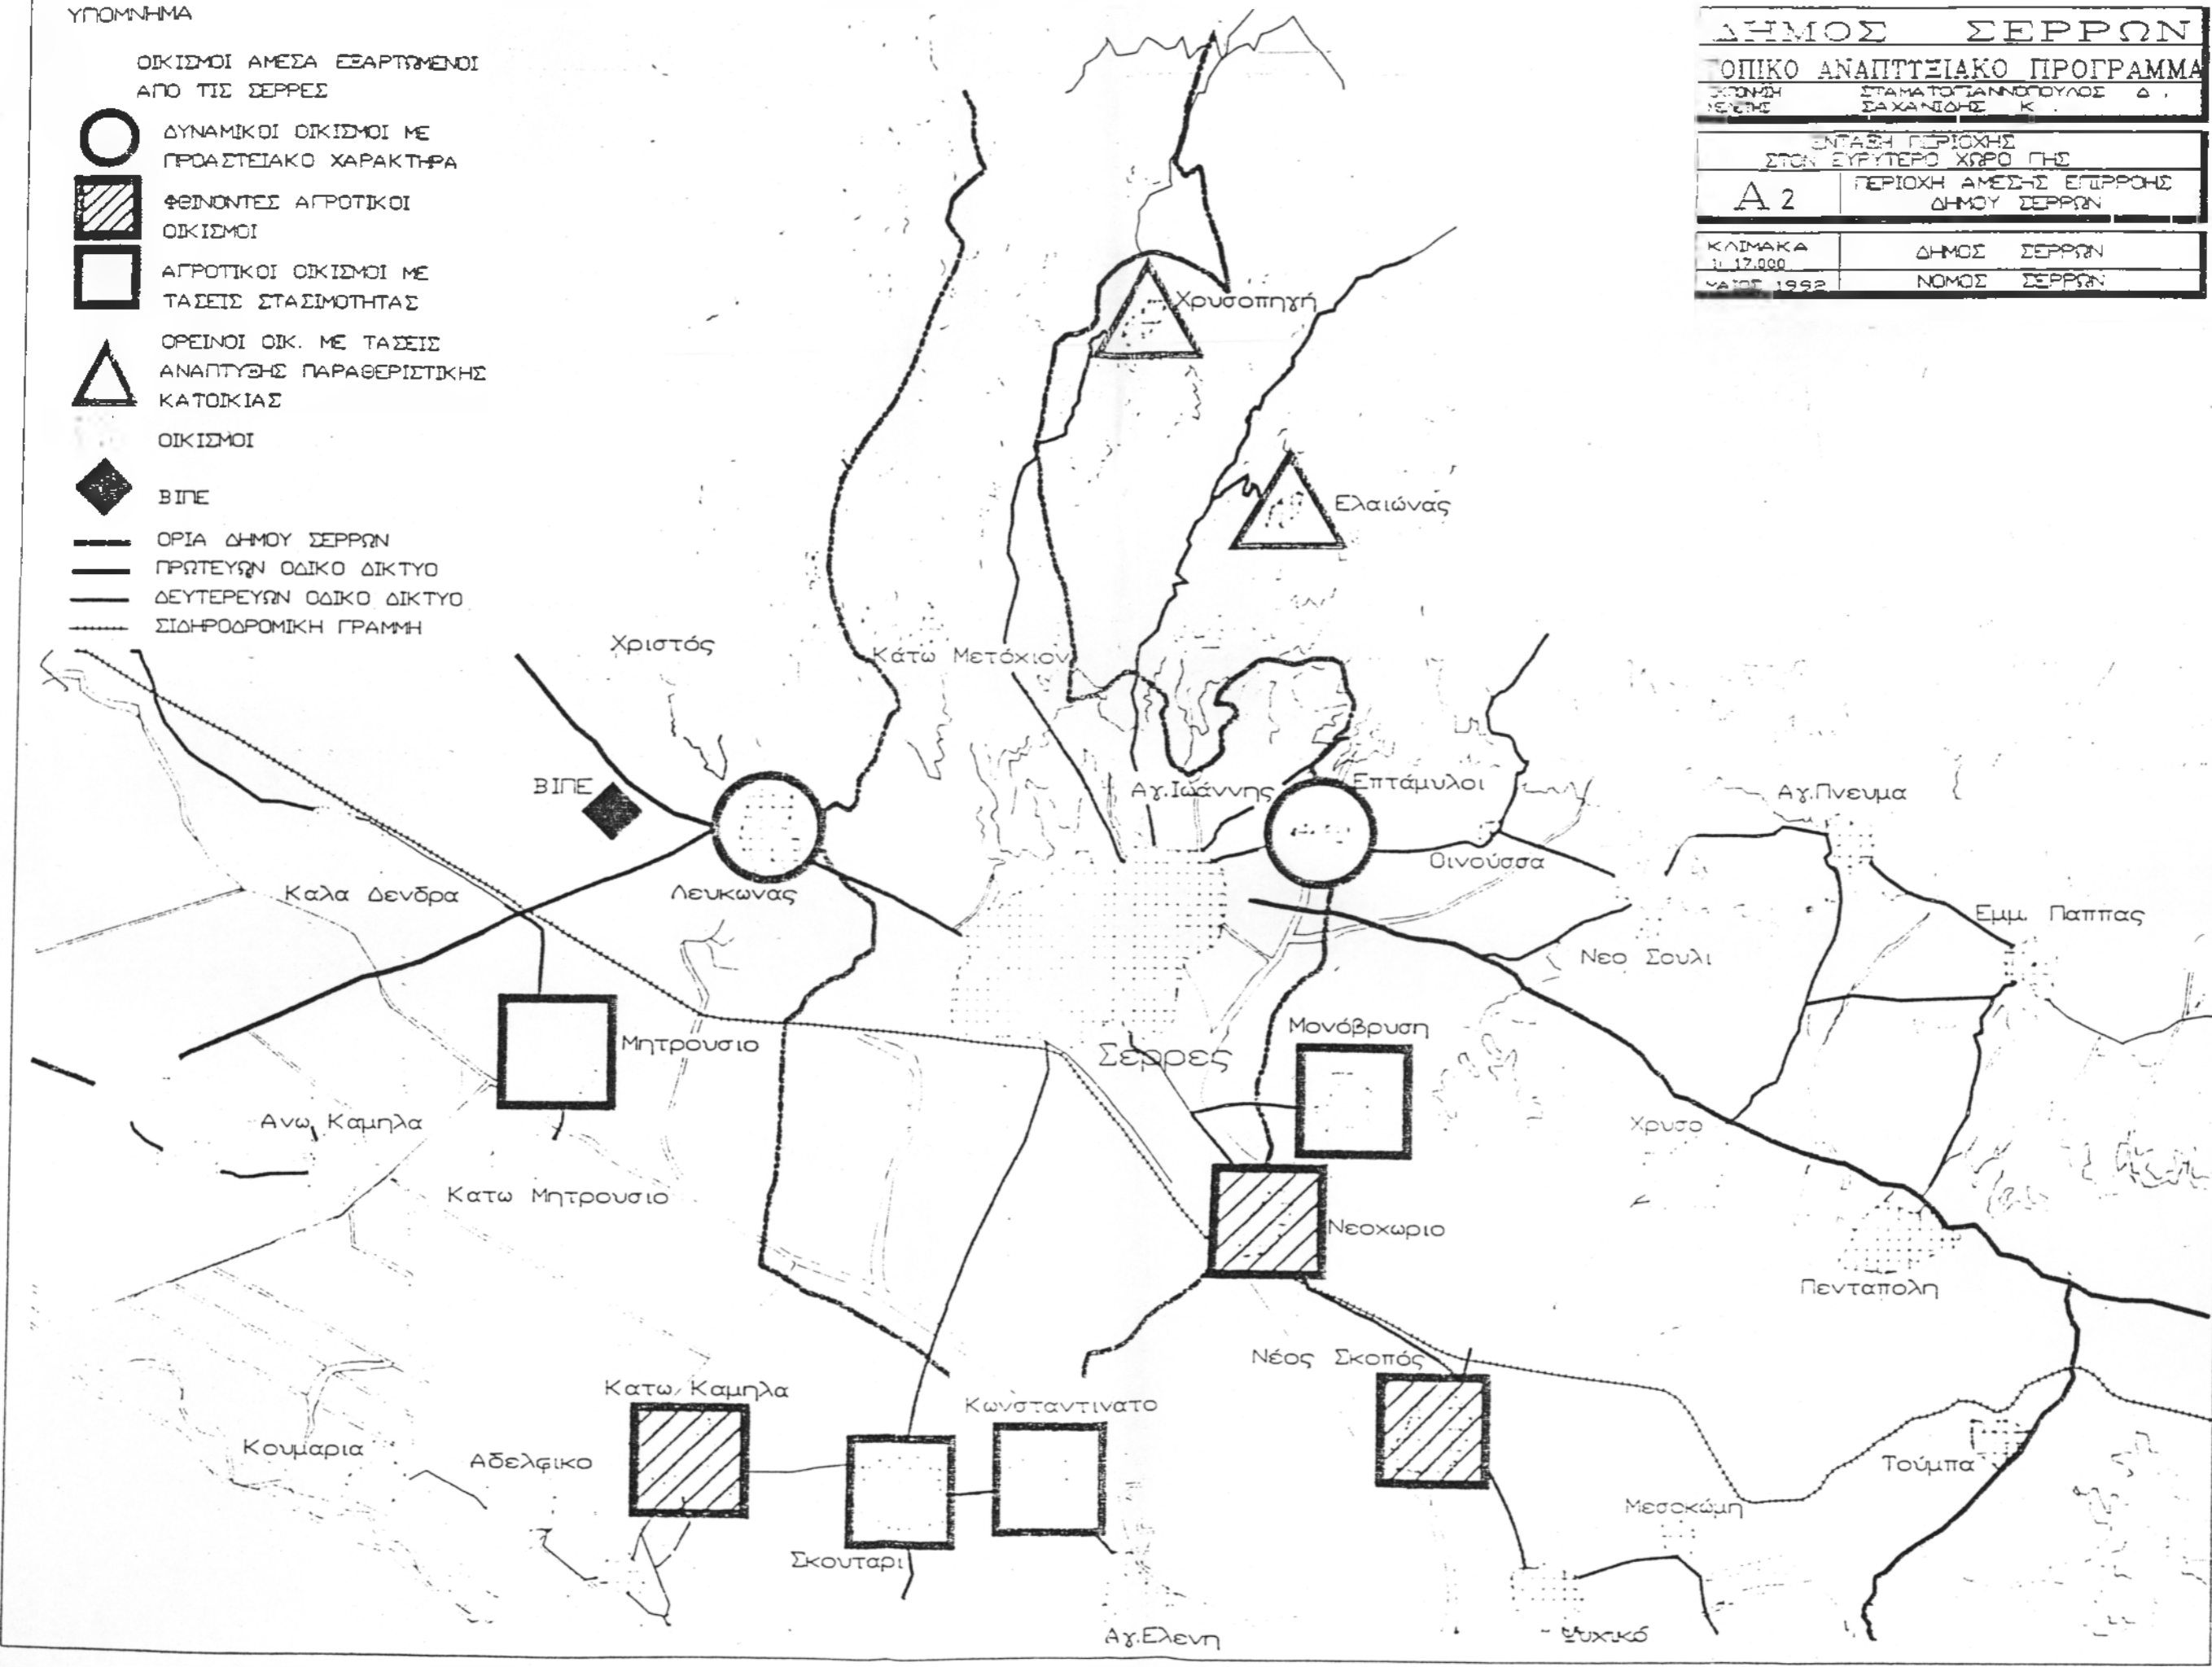 ΥΠΟΜΝΗΜΑ
ΟΙΚΙΣΜΟΙ ΑΜΕΣΑ ΕΞΑΡΤΩΜΕΝΟΙ
ΑΠΟ ΤΙΣ ΣΕΡΡΕΣ
ΔΥΝΑΜΙΚΟΙ ΟΙΚΙΣΜΟΙ ΜΕ
ΠΡΟΑΣΤΕΙΑΚΟ ΧΑΡΑΚΤΗΡΑ
ΦΘΙΝΟΝΤΕΣ ΑΓΡΟΤΙΚΟΙ
ΟΙΚΙΣΜΟΙ
ΑΓΡΟΤΙΚΟΙ ΟΙΚΙΣΜΟΙ ΜΕ
ΤΑΣΕΙΣ ΣΤΑΣΙΜΟΤΗΤΑΣ
ΟΡΕΙΝΟΙ ΟΙΚ. ΜΕ ΤΑΣΕΙΣ
ΑΝΑΠΤΥΞΗΣ ΠΑΡΑΘΕΡΙΣΤΙΚΗΣ
ΚΑΤΟΙΚΙΑΣ
ΟΙΚΙΣΜΟΙ
ΒΙΠΕ
ΟΡΙΑ ΔΗΜΟΥ ΣΕΡΡΩΝ
ΠΡΩΤΕΥΩΝ ΟΔΙΚΟ ΔΙΚΤΥΟ
ΔΕΥΤΕΡΕΥΩΝ ΟΔΙΚΟ ΔΙΚΤΥΟ
ΣΙΔΗΡΟΔΡΟΜΙΚΗ ΓΡΑΜΜΗ
ΔΗΜΟΣ ΣΕΡΡΩΝ
ΟΠΙΚΟ ΑΝΑΠΤΥΞΙΑΚΟ ΠΡΟΓΡΑΜΜΑ
ΣΤΑΜΑΤΟΓΙΑΝΝΟΠΟΥΛΟΣ Δ.
ΣΑΧΑΝΙΔΗΣ Κ.
ΕΝΤΑΞΗ ΠΕΡΙΟΧΗΣ
ΣΤΟΝ ΕΥΡΥΤΕΡΟ ΧΩΡΟ ΤΗΣ
Α 2
ΠΕΡΙΟΧΗ ΑΜΕΣΗΣ ΕΠΙΡΡΟΗΣ
ΔΗΜΟΥ ΣΕΡΡΩΝ
ΚΛΙΜΑΚΑ
1: 17.000
ΔΗΜΟΣ ΣΕΡΡΩΝ
ΜΑΙΟΣ 1992
ΝΟΜΟΣ ΣΕΡΡΩΝ
Χρυσοπηγή
Ελαιώνας
Χριστός
Κάτω Μετόχιον
ΒΙΠΕ
Αγ.Ιωάννης
Επτάμυλοι
Αγ.Πνευμα
Οινούσσα
Καλα Δενδρα
Λευκωνας
Εμμ. Παππας
Νεο Σουλι
Μητρουσιο
Σερρες
Μονόβρυση
Ανω Καμηλα
Χρυσο
Κατω Μητρουσιο
Νεοχωριο
Πενταπολη
Νέος Σκοπός
Κατω Καμηλα
Κωνσταντινατο
Κουμαρια
Αδελφικο
Τούμπα
Μεσοκώμη
Σκουταρι
Αγ.Ελενη